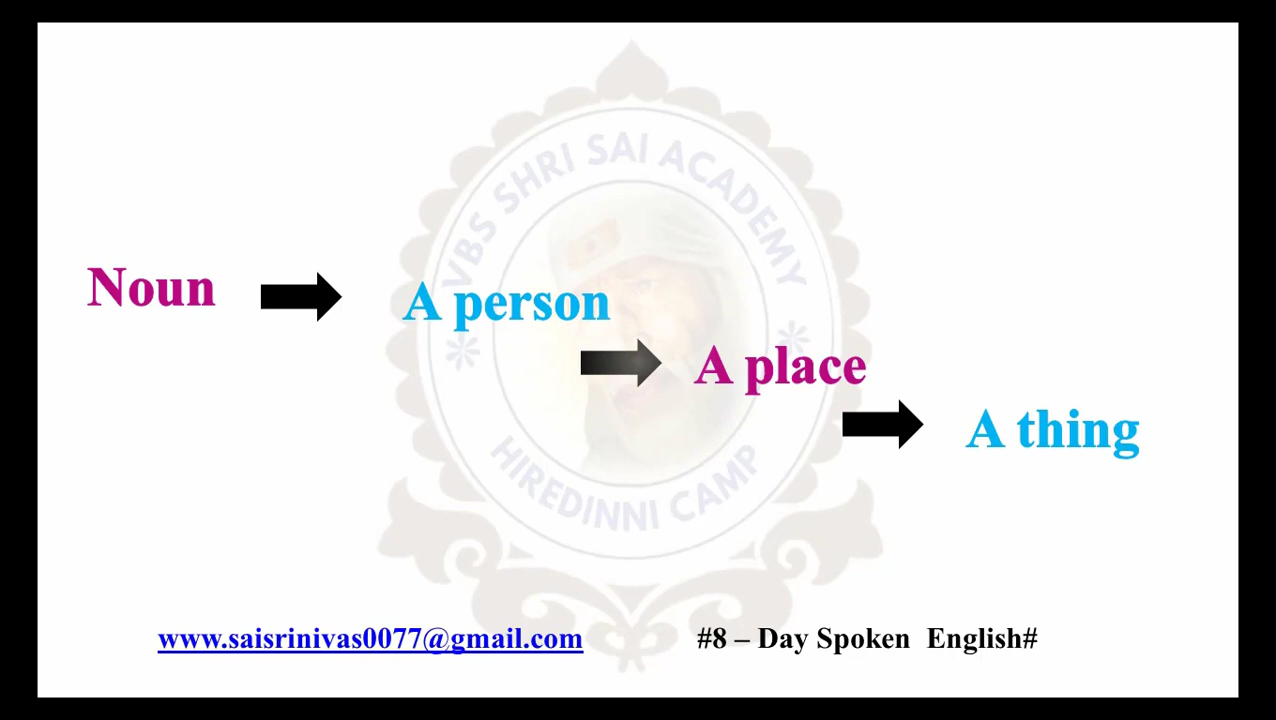 VBS SHRI SAI ACADEMY
Noun
A person
A place
A thing
HIREDINNI CAMP
www.saisrinivas0077@gmail.com #8 – Day Spoken English#